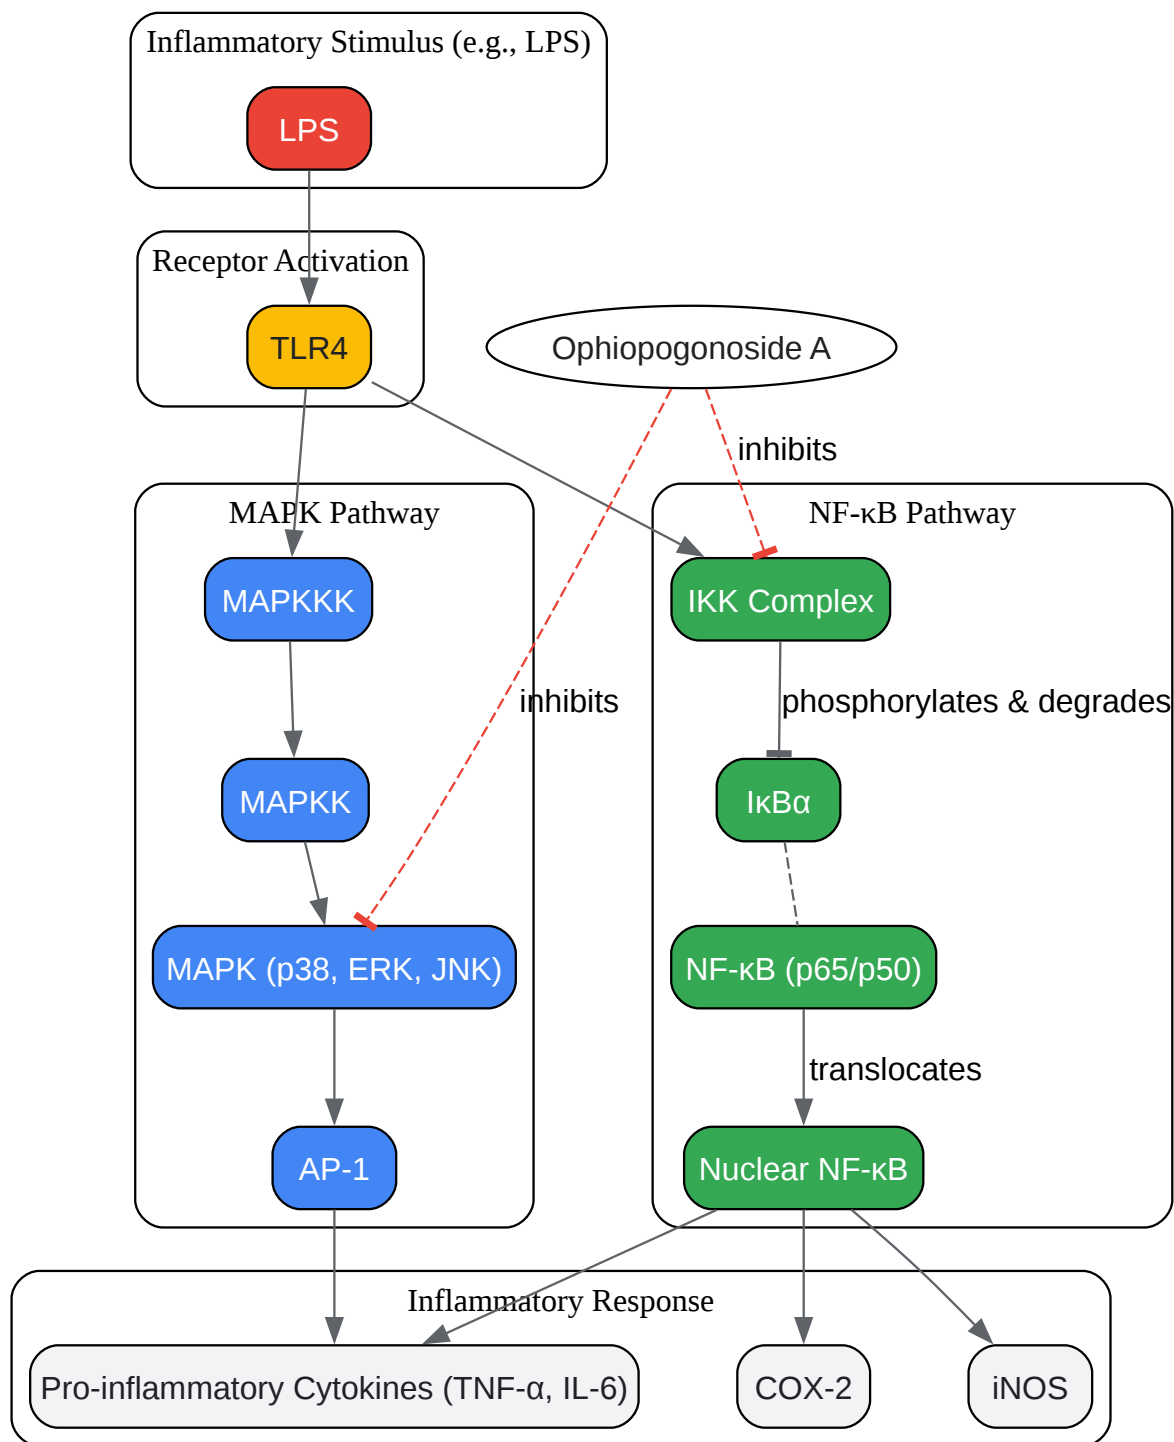 Inflammatory Stimulus (e.g., LPS)
LPS
Receptor Activation
TLR4
Ophiopogonoside A
inhibits
MAPK Pathway
NF-κB Pathway
MAPKKK
IKK Complex
inhibits
phosphorylates & degrades
MAPKK
IκBα
MAPK (p38, ERK, JNK)
NF-κB (p65/p50)
translocates
AP-1
Nuclear NF-κB
Inflammatory Response
Pro-inflammatory Cytokines (TNF-α, IL-6)
COX-2
iNOS